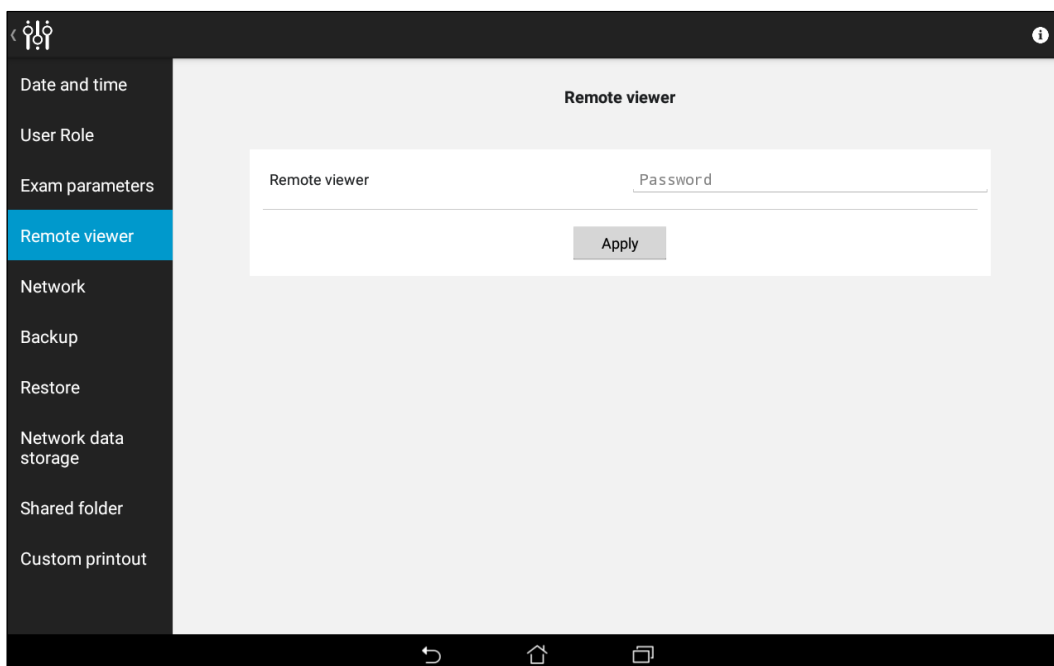 Date and time
User Role
Exam parameters
Remote viewer
Network
Backup
Restore
Network data
storage
Shared folder
Custom printout
Remote viewer
Remote viewer
Password
Apply